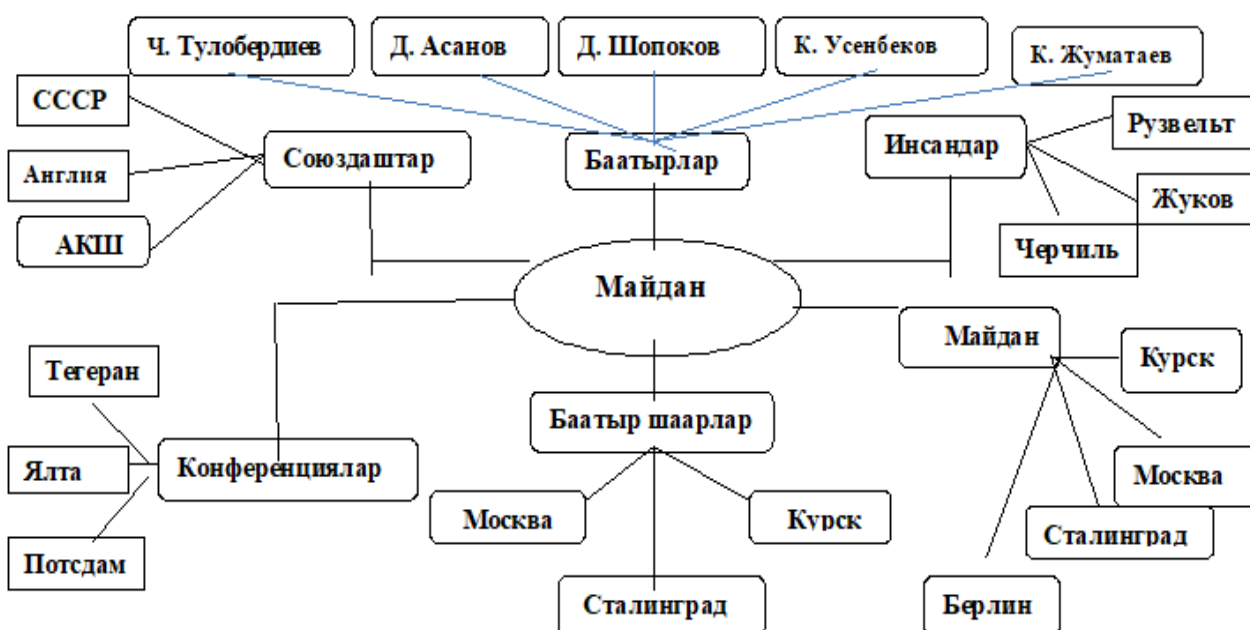 Ч. Тулобердиев
Д. Асанов
Д. Шопоков
К. Усенбеков
К. Жуматаев
СССР
Англия
АКШ
Союздаштар
Баатырлар
Инсандар
Рузвельт
Жуков
Черчиль
Майдан
Майдан
Курск
Москва
Сталинград
Берлин
Тегеран
Ялта
Потсдам
Конференциялар
Баатыр шаарлар
Москва
Курск
Сталинград